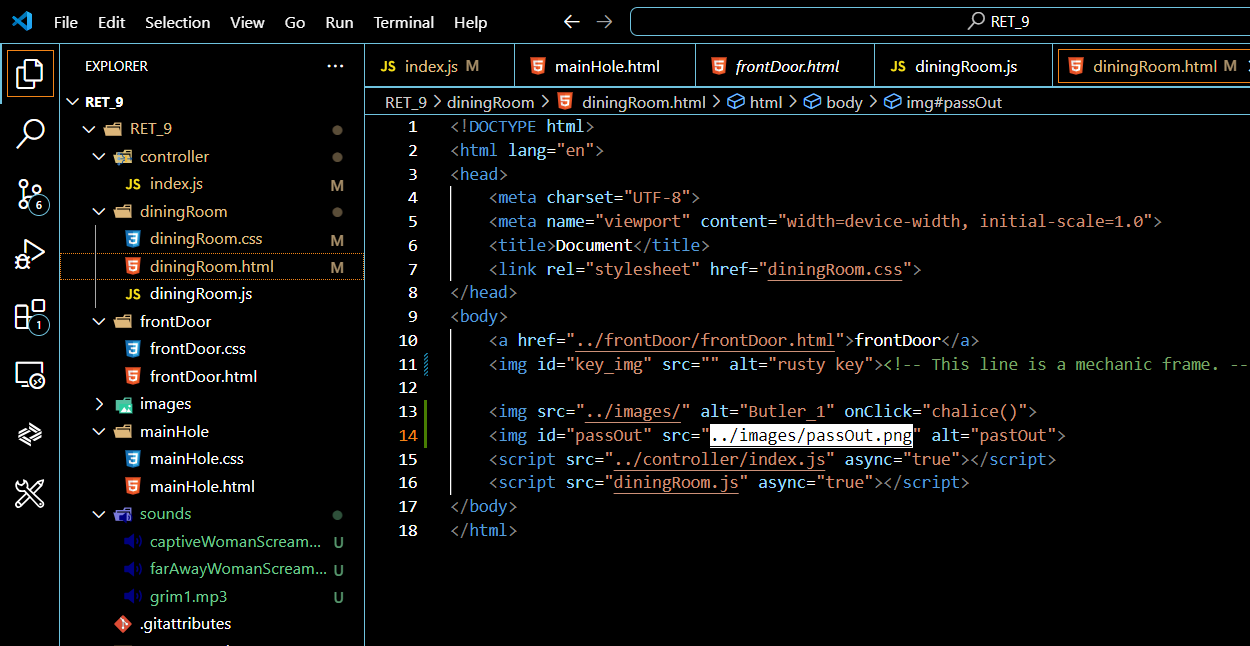 File Edit Selection View Go Run Terminal Help RET_9
EXPLORER ...
JS index.js M mainHole.html frontDoor.html JS diningRoom.js diningRoom.html M
RET_9 > diningRoom > diningRoom.html > html > body > img#passOut
RET_9
RET_9
controller
JS index.js M
diningRoom
diningRoom.css M
diningRoom.html M
JS diningRoom.js
frontDoor
frontDoor.css
frontDoor.html
images
mainHole
mainHole.css
mainHole.html
sounds
captiveWomanScream... U
farAwayWomanScream... U
grim1.mp3 U
.gitattributes
6
1
1 <!DOCTYPE html>
2 <html lang="en">
3 <head>
4 <meta charset="UTF-8">
5 <meta name="viewport" content="width=device-width, initial-scale=1.0">
6 <title>Document</title>
7 <link rel="stylesheet" href="diningRoom.css">
8 </head>
9 <body>
10 <a href="../frontDoor/frontDoor.html">frontDoor</a>
11 <img id="key_img" src="" alt="rusty key"><!-- This line is a mechanic frame. --
12
13 <img src="../images/" alt="Butler_1" onClick="chalice()">
14 <img id="passOut" src="../images/passOut.png" alt="pastOut">
15 <script src="../controller/index.js" async="true"></script>
16 <script src="diningRoom.js" async="true"></script>
17 </body>
18 </html>